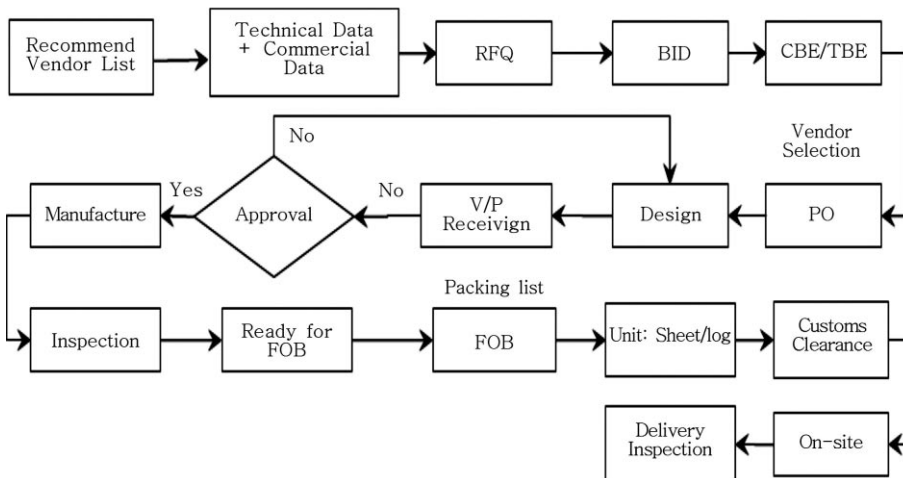 Recommend
Vendor List
Technical Data
+ Commercial
Data
RFQ
BID
CBE/TBE
No
Vendor
Selection
Manufacture
Yes
Approval
No
V/P
Receivign
Design
PO
Packing list
Inspection
Ready for
FOB
FOB
Unit: Sheet/log
Customs
Clearance
Delivery
Inspection
On-site